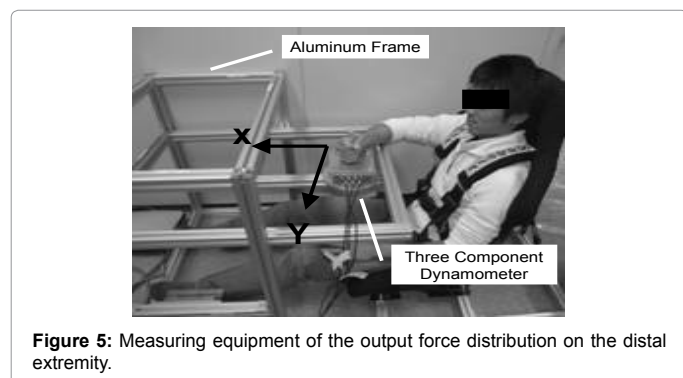 Aluminum Frame
X
Y
Three Component
Dynamometer
Figure 5: Measuring equipment of the output force distribution on the distal
extremity.